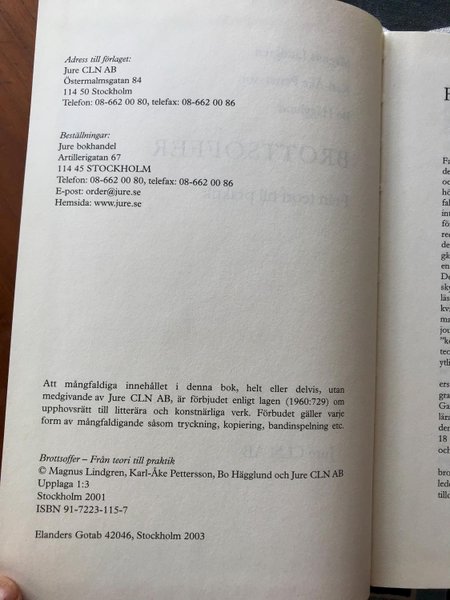 Adress till förlaget:
Jure CLN AB
Östermalmsgatan 84
114 50 Stockholm
Telefon: 08-662 00 80, telefax: 08-662 00 86
Beställningar:
Jure bokhandel
Artillerigatan 67
114 45 STOCKHOLM
Telefon: 08-662 00 80, telefax: 08-662 00 86
E-post: order@jure.se
Hemsida: www.jure.se
Att mångfaldiga innehållet i denna bok, helt eller delvis, utan
medgivande av Jure CLN AB, är förbjudet enligt lagen (1960:729) om
upphovsrätt till litterära och konstnärliga verk. Förbudet gäller varje
form av mångfaldigande såsom tryckning, kopiering, bandinspelning etc.
Brottsoffer – Från teori till praktik
© Magnus Lindgren, Karl-Åke Pettersson, Bo Hägglund och Jure CLN AB
Upplaga 1:3
Stockholm 2001
ISBN 91-7223-115-7
Elanders Gotab 42046, Stockholm 2003